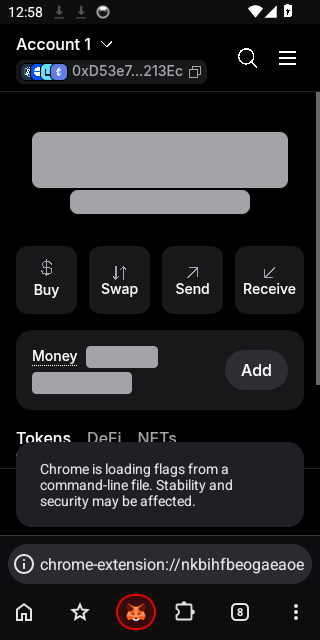 12:58
Account 1
0xD53e7...213Ec
$
Buy
Swap
Send
Receive
Money
Add
Tokens DeFi NFTs
Chrome is loading flags from a
command-line file. Stability and
security may be affected.
chrome-extension://nkbihfbeogaeaoe
8